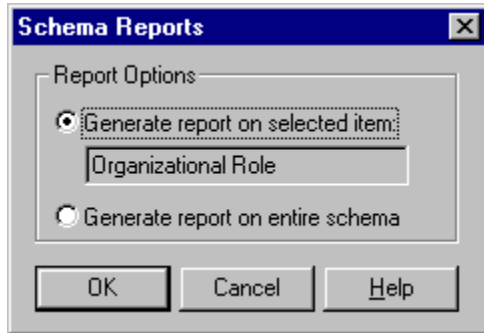 Schema Reports
Report Options
Generate report on selected item:
Organizational Role
Generate report on entire schema
OK Cancel Help